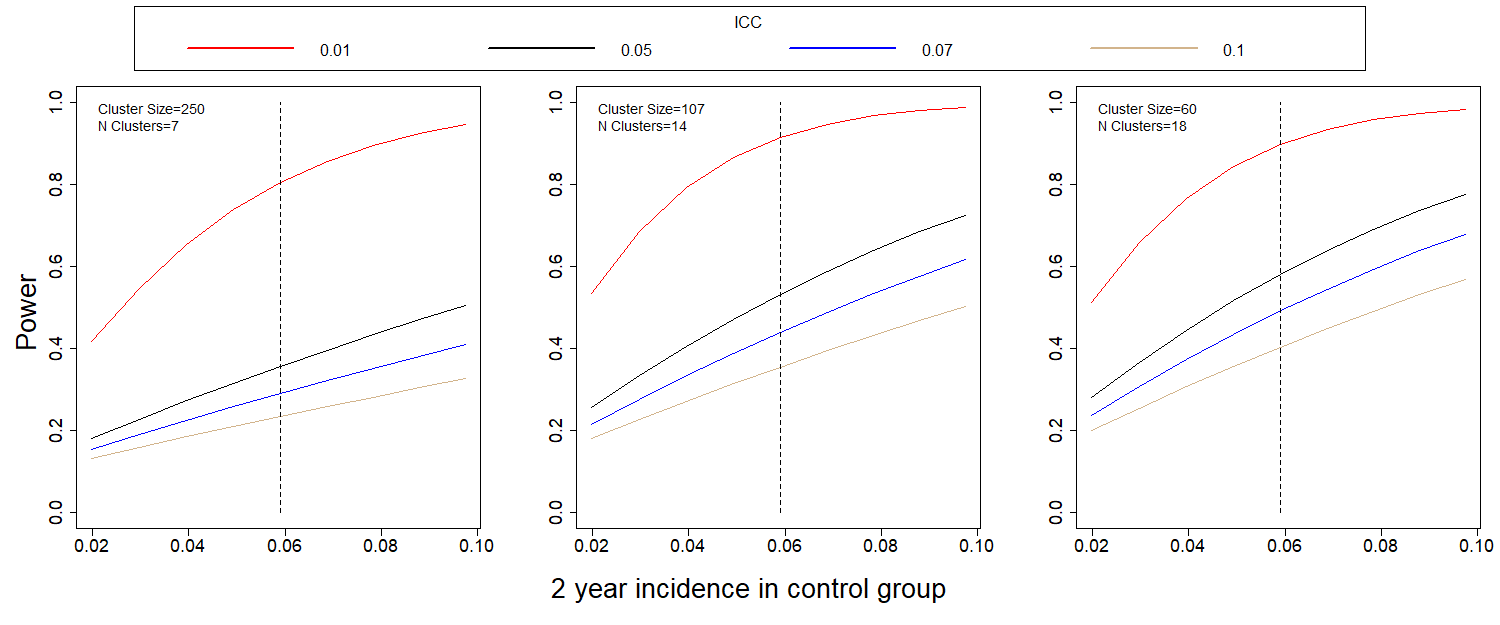 ICC
0.01 0.05 0.07 0.1
Cluster Size=250
N Clusters=7
Cluster Size=107
N Clusters=14
Cluster Size=60
N Clusters=18
Power
1.0
0.8
0.6
0.4
0.2
0.0
1.0
0.8
0.6
0.4
0.2
0.0
1.0
0.8
0.6
0.4
0.2
0.0
0.02 0.04 0.06 0.08 0.10
0.02 0.04 0.06 0.08 0.10
0.02 0.04 0.06 0.08 0.10
2 year incidence in control group